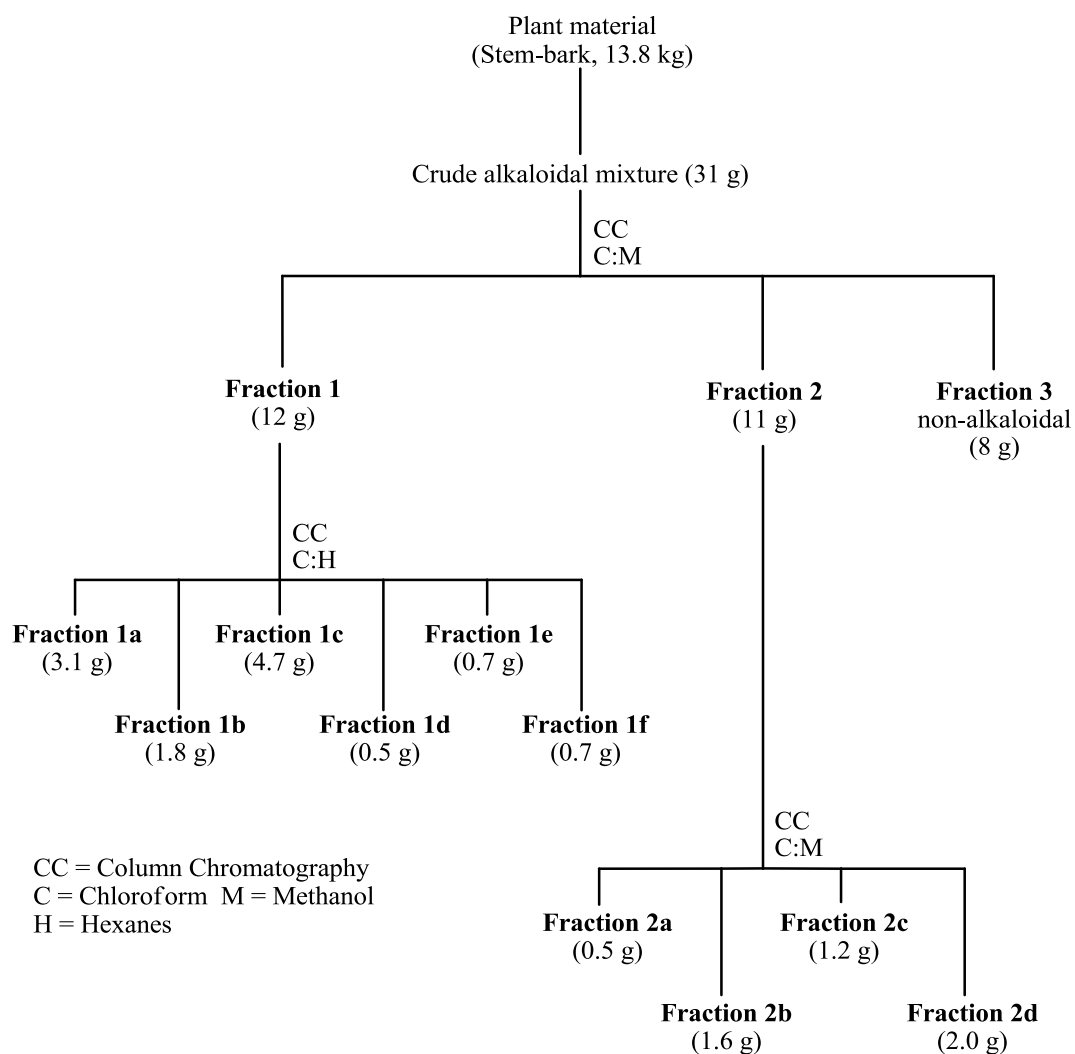 Plant material
(Stem-bark, 13.8 kg)
Crude alkaloidal mixture (31 g)
CC
C:M
Fraction 1
(12 g)
Fraction 2
(11 g)
Fraction 3
non-alkaloidal
(8 g)
CC
C:H
Fraction 1a
(3.1 g)
Fraction 1c
(4.7 g)
Fraction 1e
(0.7 g)
Fraction 1b
(1.8 g)
Fraction 1d
(0.5 g)
Fraction 1f
(0.7 g)
CC
C:M
CC = Column Chromatography
C = Chloroform  M = Methanol
H = Hexanes
Fraction 2a
(0.5 g)
Fraction 2c
(1.2 g)
Fraction 2b
(1.6 g)
Fraction 2d
(2.0 g)